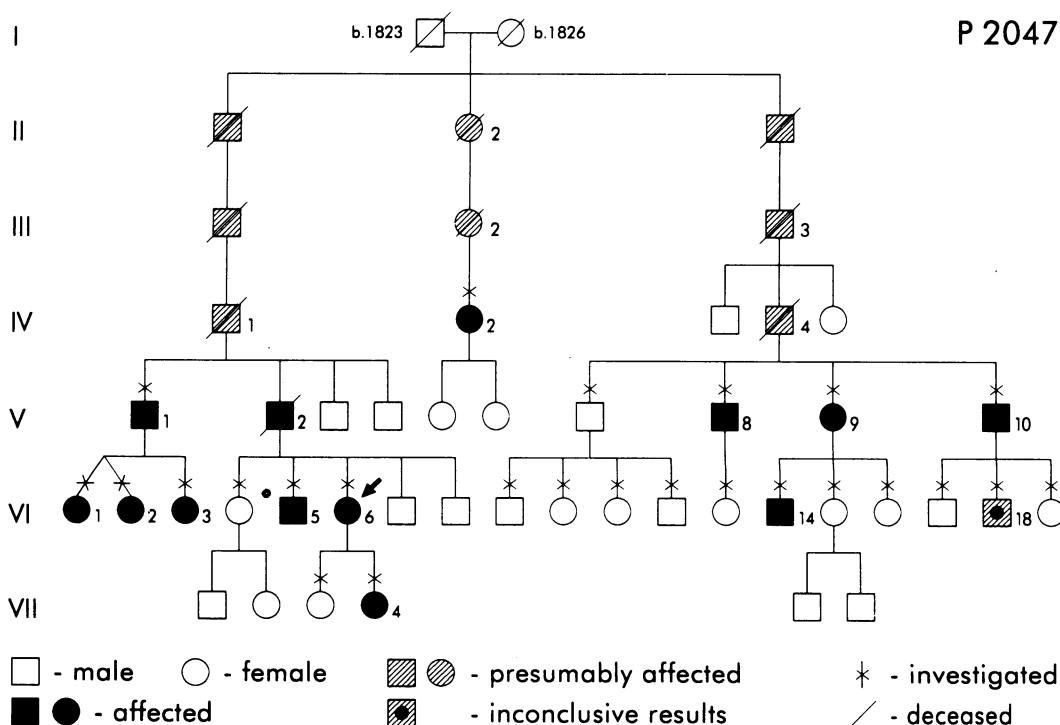 I b.1823 b.1826 P 2047
II 2
III 2 3
IV 1 2 4
V 1 2 8 9 10
VI 1 2 3 5 6 14 18
VII 4
- male - female - presumably affected - investigated
- affected - inconclusive results - deceased